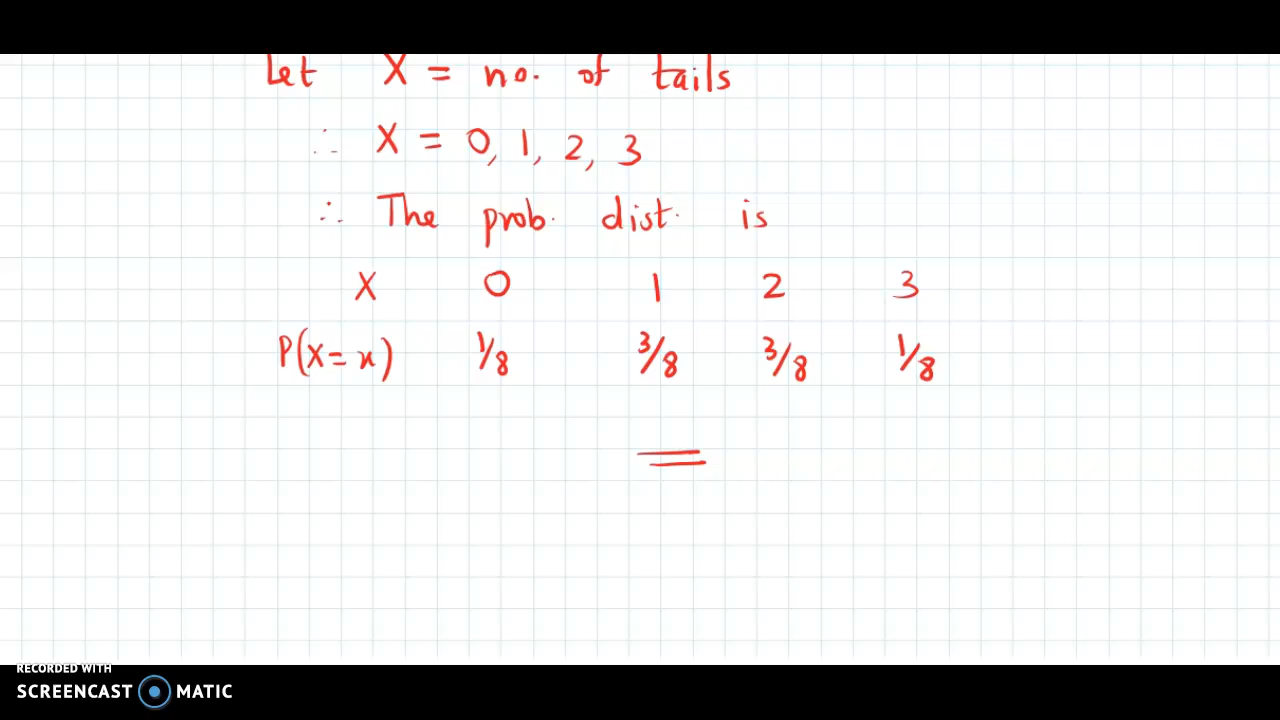 Let X = no. of tails
∴ X = 0, 1, 2, 3
∴ The prob. dist. is
X 0 1 2 3
P(X=x) 1/8 3/8 3/8 1/8
RECORDED WITH
SCREENCAST MATIC